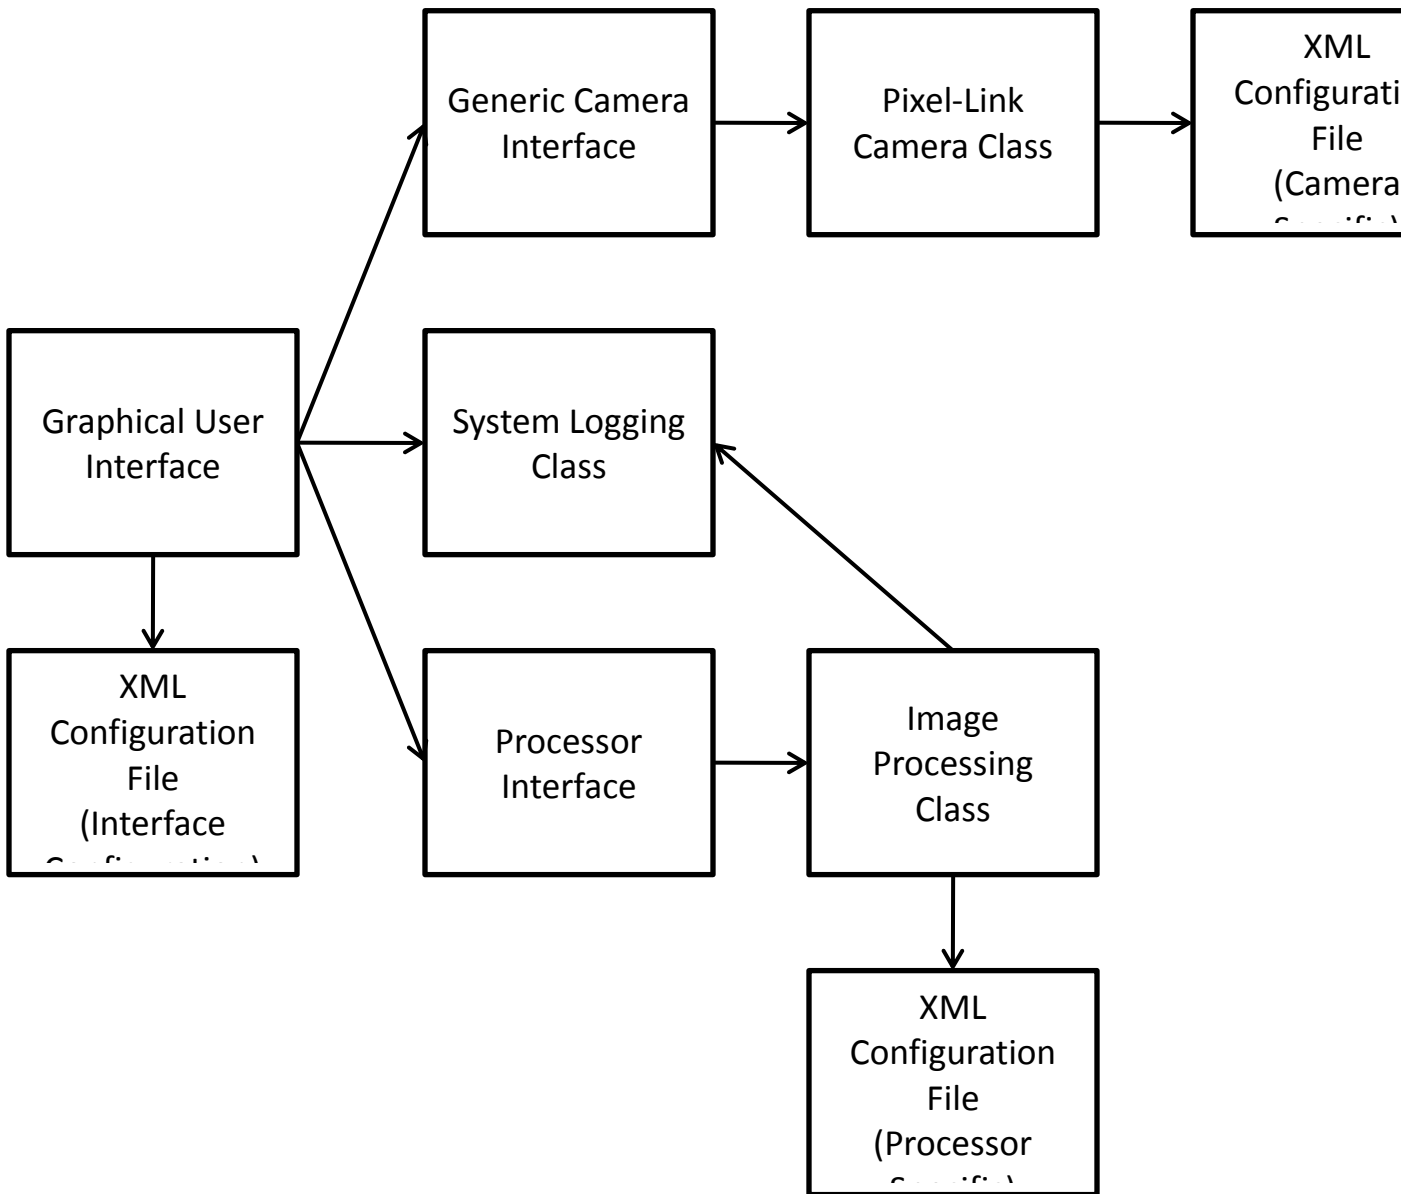 Generic Camera
Interface
Pixel-Link
Camera Class
XML
Configurati
File
(Camera
Graphical User
Interface
System Logging
Class
XML
Configuration
File
(Interface
Configuration)
Processor
Interface
Image
Processing
Class
XML
Configuration
File
(Processor